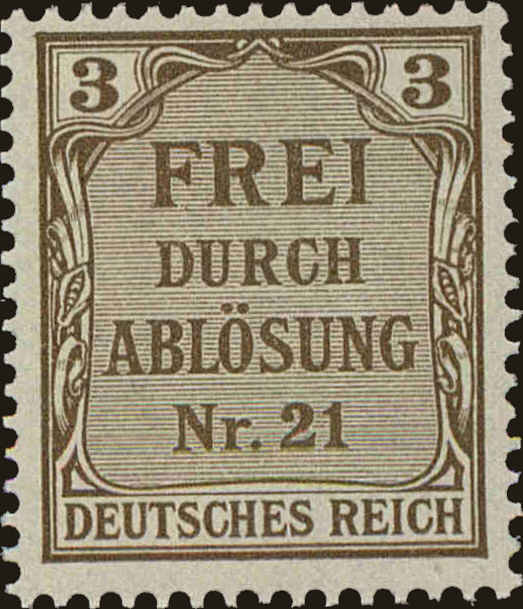 3 3
FREI
DURCH
ABLÖSUNG
Nr. 21
DEUTSCHES REICH